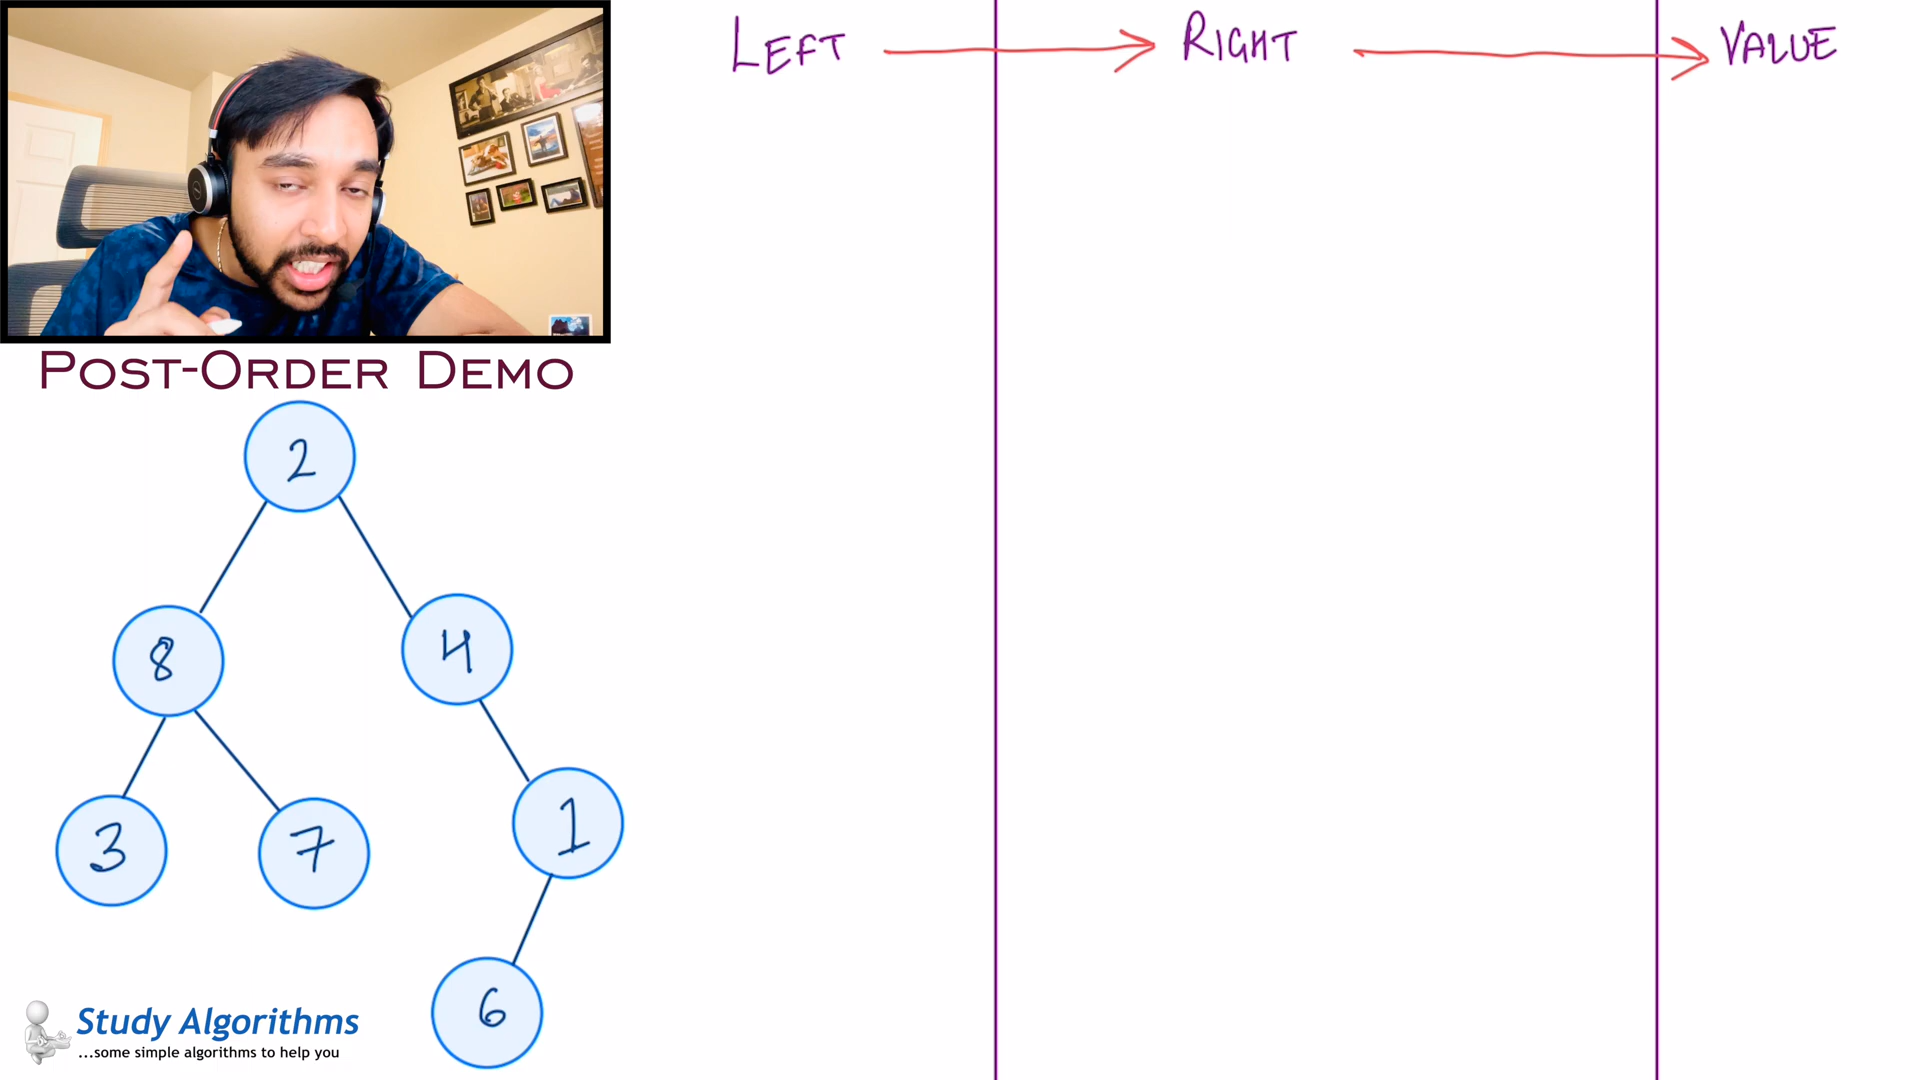 LEFT RIGHT VALUE
POST-ORDER DEMO
2
8 4
3 7 1
6
Study Algorithms
...some simple algorithms to help you